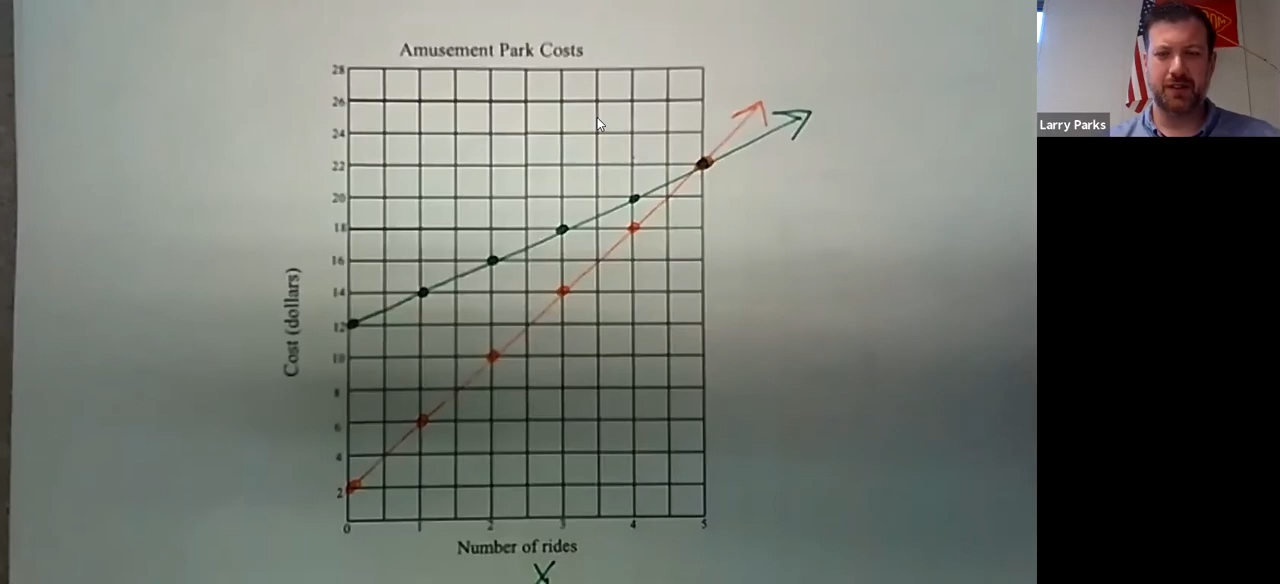 Amusement Park Costs
28
26
24
22
20
18
16
14
12
10
8
6
4
2
0 1 2 3 4 5
Cost (dollars)
Number of rides
X
Larry Parks